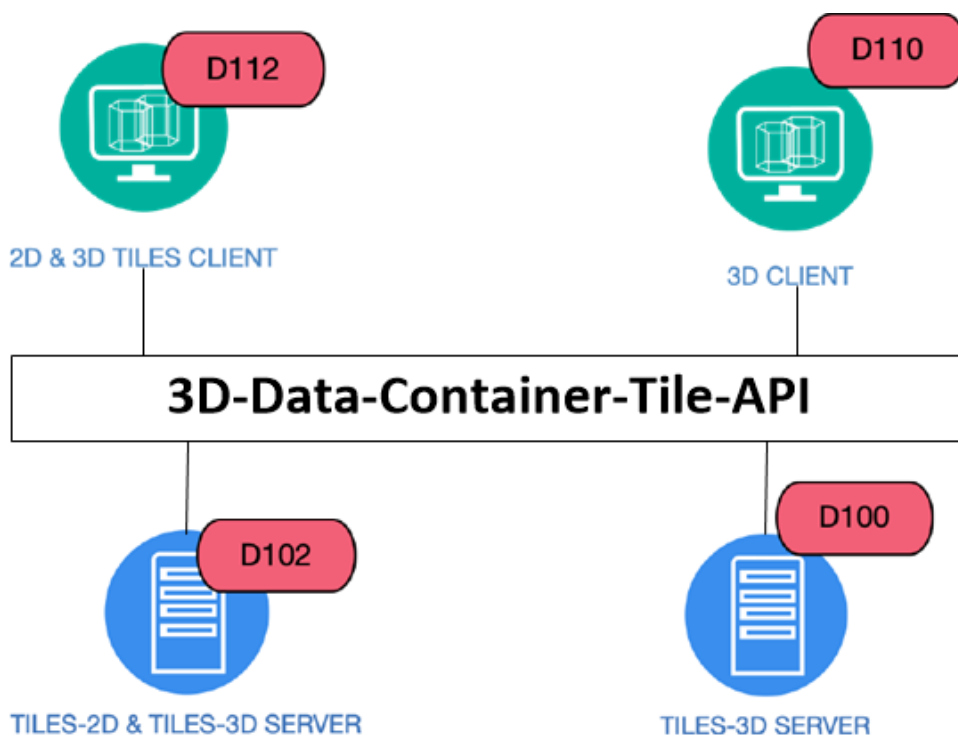 D112
D110
2D & 3D TILES CLIENT
3D CLIENT
3D-Data-Container-Tile-API
D102
D100
TILES-2D & TILES-3D SERVER
TILES-3D SERVER